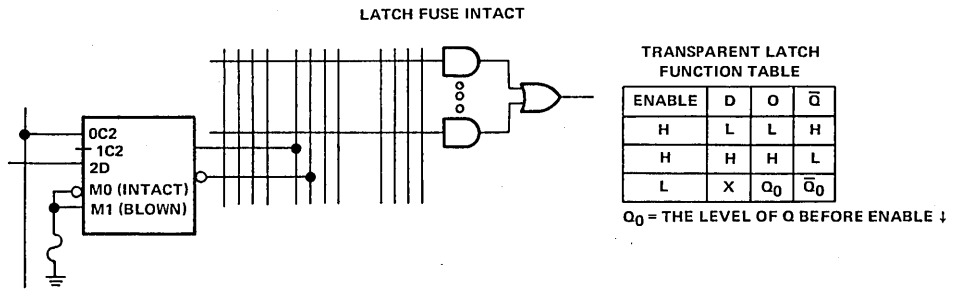 LATCH FUSE INTACT
0C2
1C2
2D
M0 (INTACT)
M1 (BLOWN)
TRANSPARENT LATCH
FUNCTION TABLE
ENABLE D O Q̅
H L L H
H H H L
L X Q₀ Q̅₀
Q₀ = THE LEVEL OF Q BEFORE ENABLE ↓